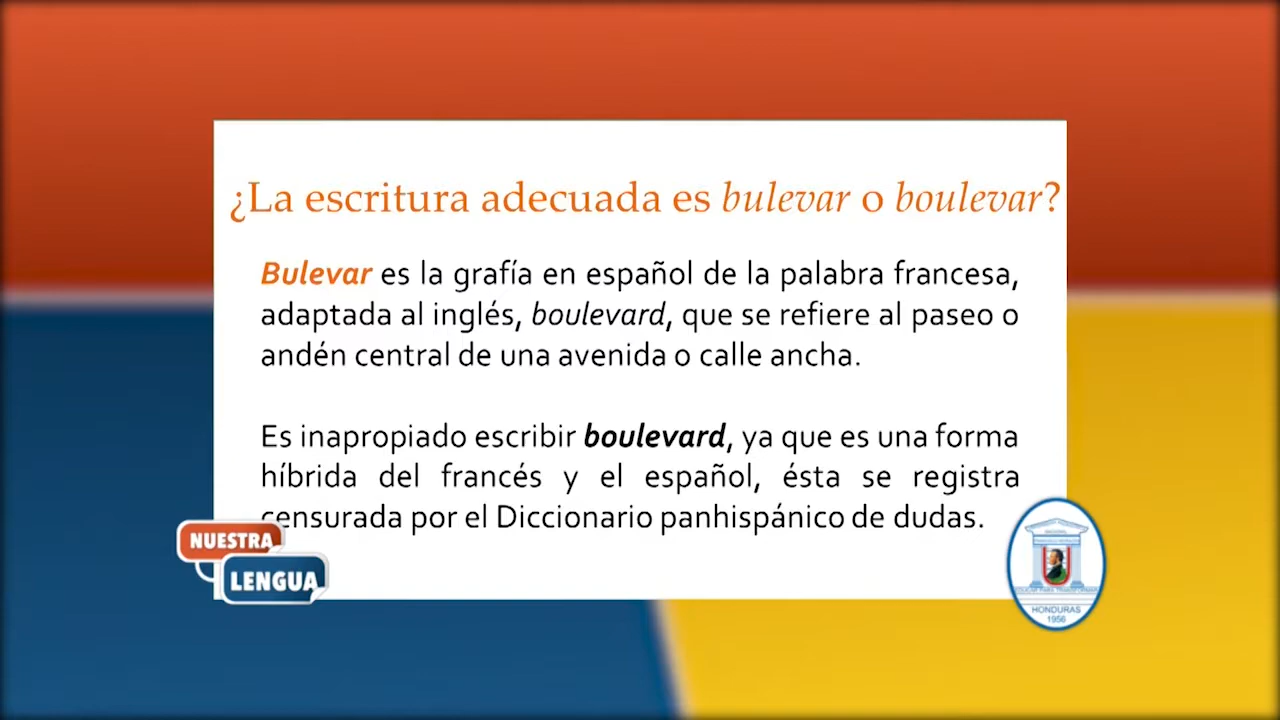 ¿La escritura adecuada es bulevar o boulevar?
Bulevar es la grafía en español de la palabra francesa,
adaptada al inglés, boulevard, que se refiere al paseo o
andén central de una avenida o calle ancha.
Es inapropiado escribir boulevard, ya que es una forma
híbrida del francés y el español, ésta se registra
censurada por el Diccionario panhispánico de dudas.
NUESTRA
LENGUA
HONDURAS
1956